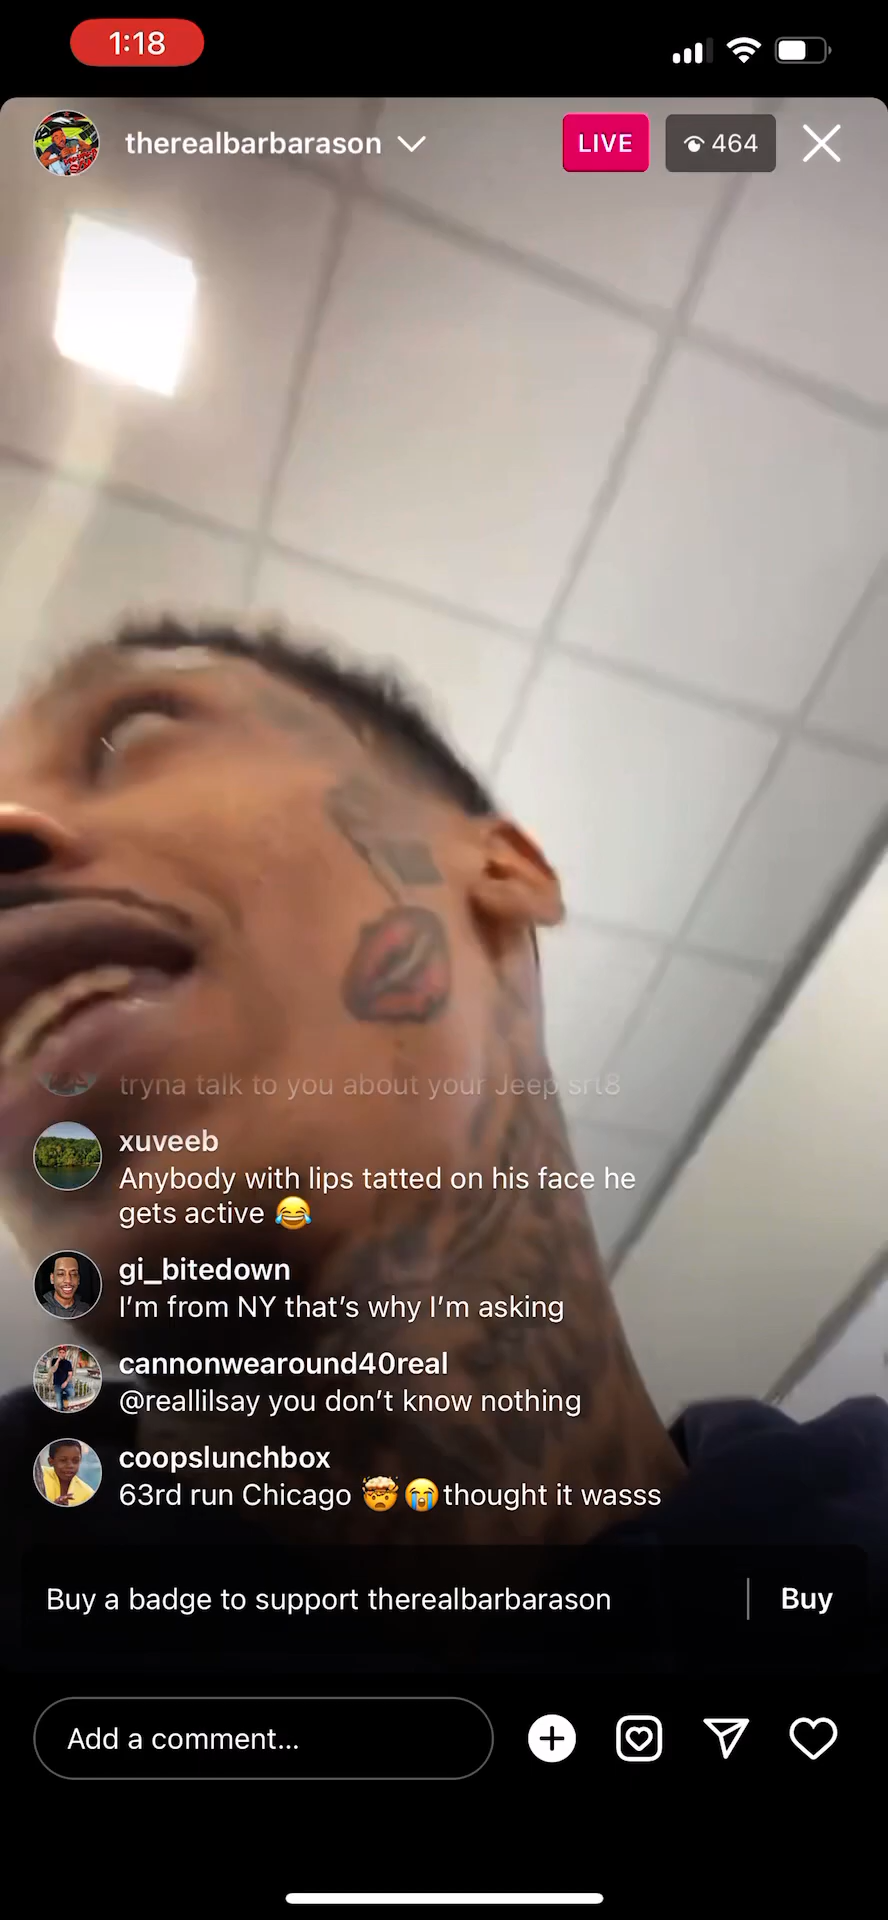 1:18
therealbarbarason
LIVE
464
tryna talk to you about your Jeep srt8
xuveeb
Anybody with lips tatted on his face he
gets active 😂
gi_bitedown
I'm from NY that's why I'm asking
cannonwearound40real
@reallilsay you don't know nothing
coopslunchbox
63rd run Chicago 🤯😭thought it wasss
Buy a badge to support therealbarbarason
Buy
Add a comment...